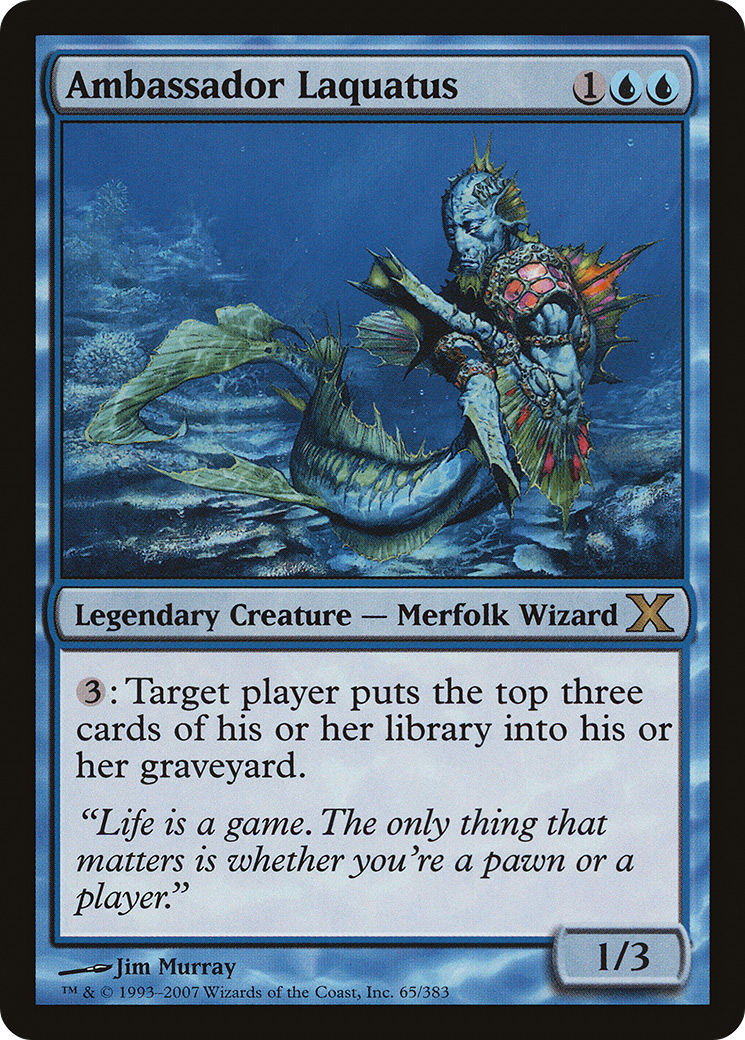 Ambassador Laquatus 1
Legendary Creature — Merfolk Wizard X
3: Target player puts the top three
cards of his or her library into his or
her graveyard.
“Life is a game. The only thing that
matters is whether you’re a pawn or a
player.”
1/3
Jim Murray
™ & © 1993–2007 Wizards of the Coast, Inc. 65/383